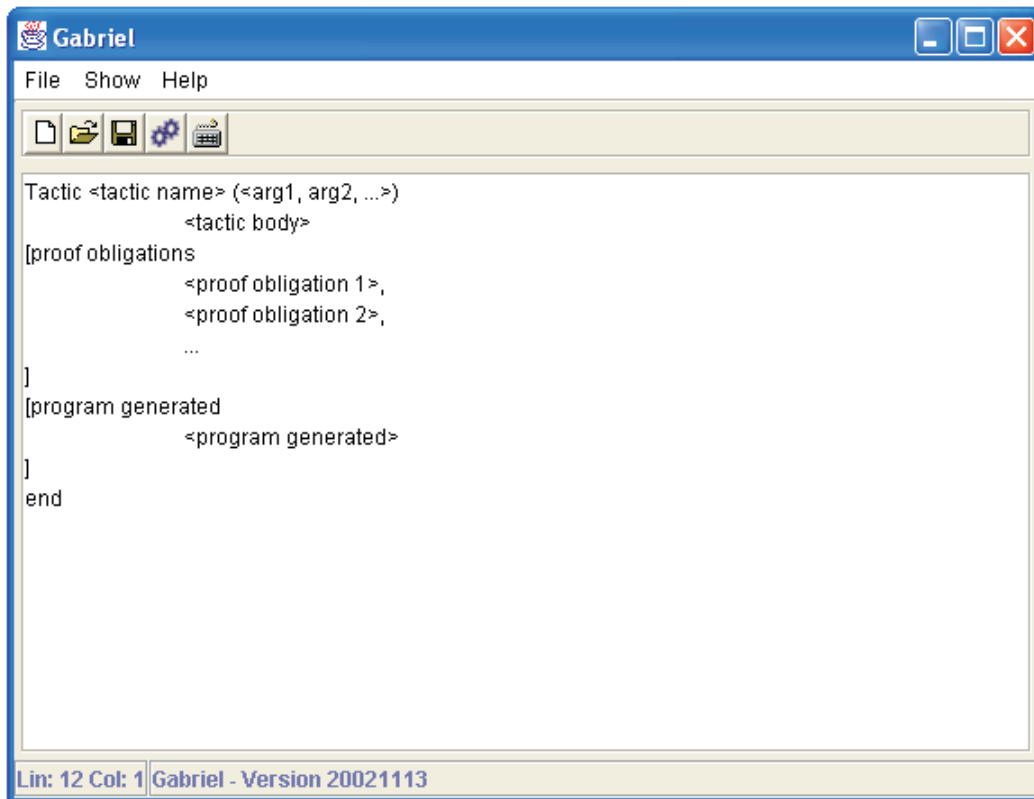 Gabriel
File Show Help
Tactic <tactic name> (<arg1, arg2, ...>)
<tactic body>
[proof obligations
<proof obligation 1>,
<proof obligation 2>,
...
]
[program generated
<program generated>
]
end
Lin: 12 Col: 1 Gabriel - Version 20021113